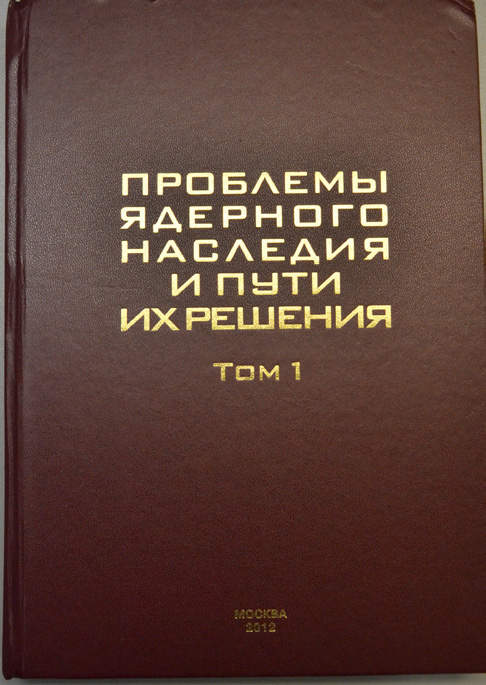 ПРОБЛЕМЫ
ЯДЕРНОГО
НАСЛЕДИЯ
И ПУТИ
ИХ РЕШЕНИЯ
Том 1
МОСКВА
2012